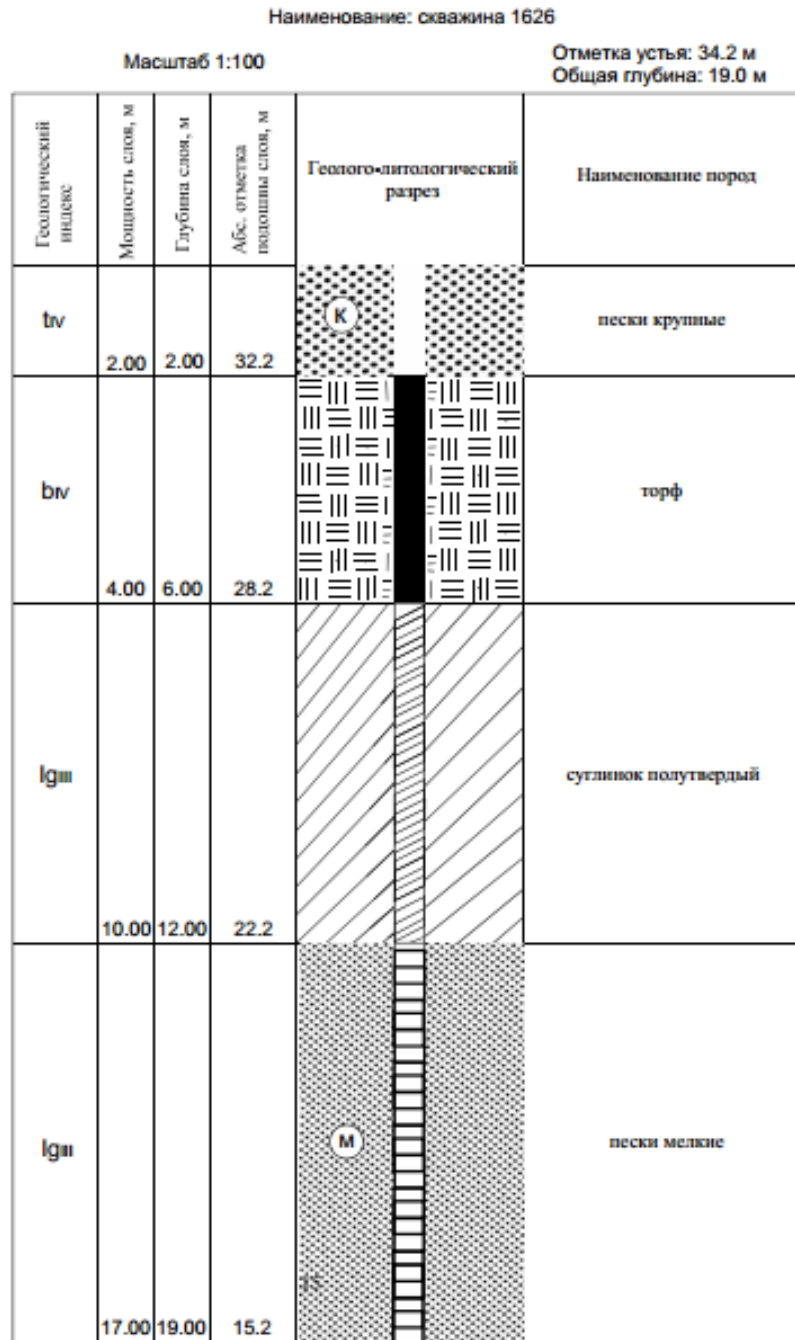 Наименование: скважина 1626
Масштаб 1:100
Отметка устья: 34.2 м
Общая глубина: 19.0 м
Геологический
индекс
Мощность слоя, м
Глубина слоя, м
Абс. отметка
подошвы слоя, м
Геолого-литологический
разрез
Наименование пород
tIV
2.00 2.00 32.2
К
пески крупные
bIV
4.00 6.00 28.2
торф
lgIII
10.00 12.00 22.2
суглинок полутвердый
lgIII
17.00 19.00 15.2
М
пески мелкие